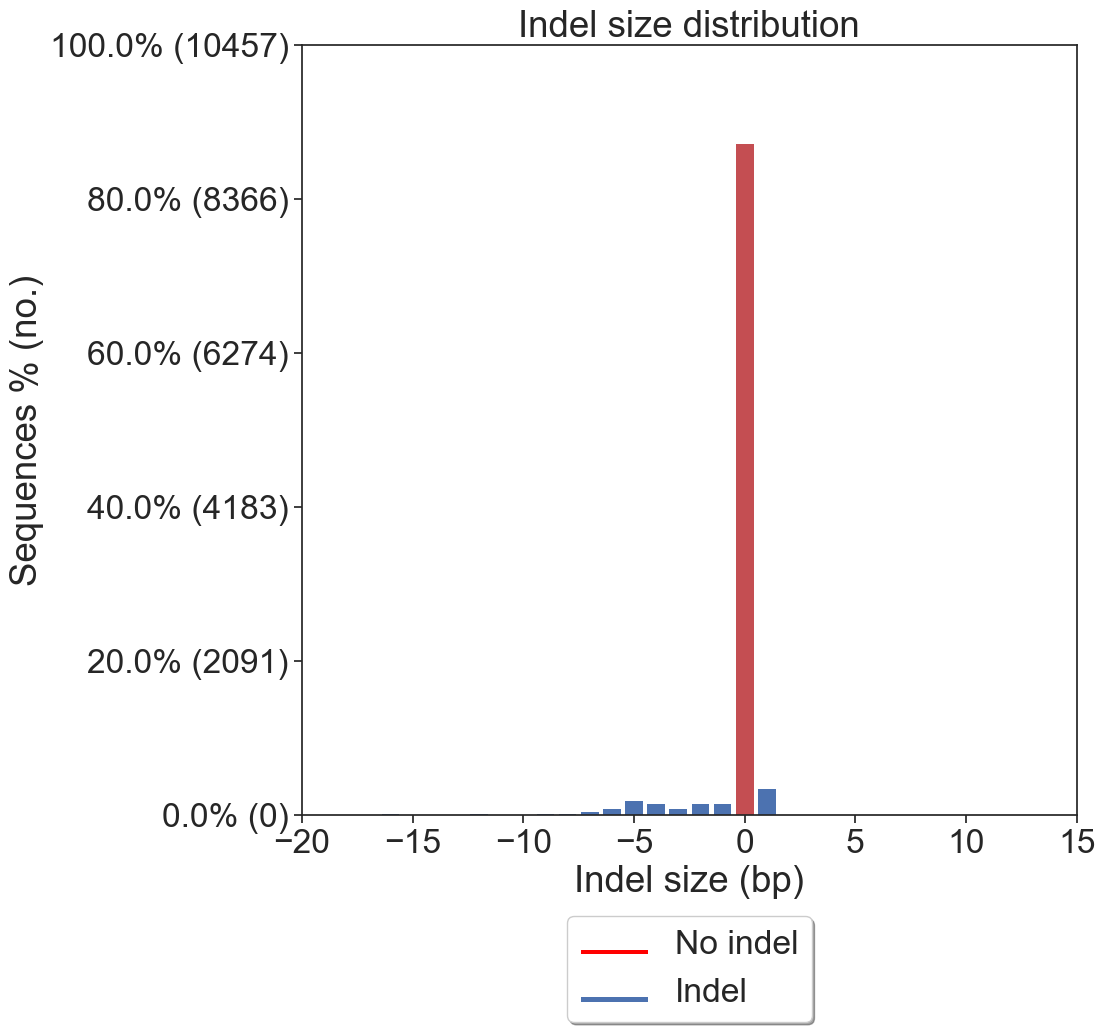 Indel size distribution
100.0% (10457)
80.0% (8366)
60.0% (6274)
40.0% (4183)
20.0% (2091)
0.0% (0)
Sequences % (no.)
−20 −15 −10 −5 0 5 10 15
Indel size (bp)
No indel
Indel